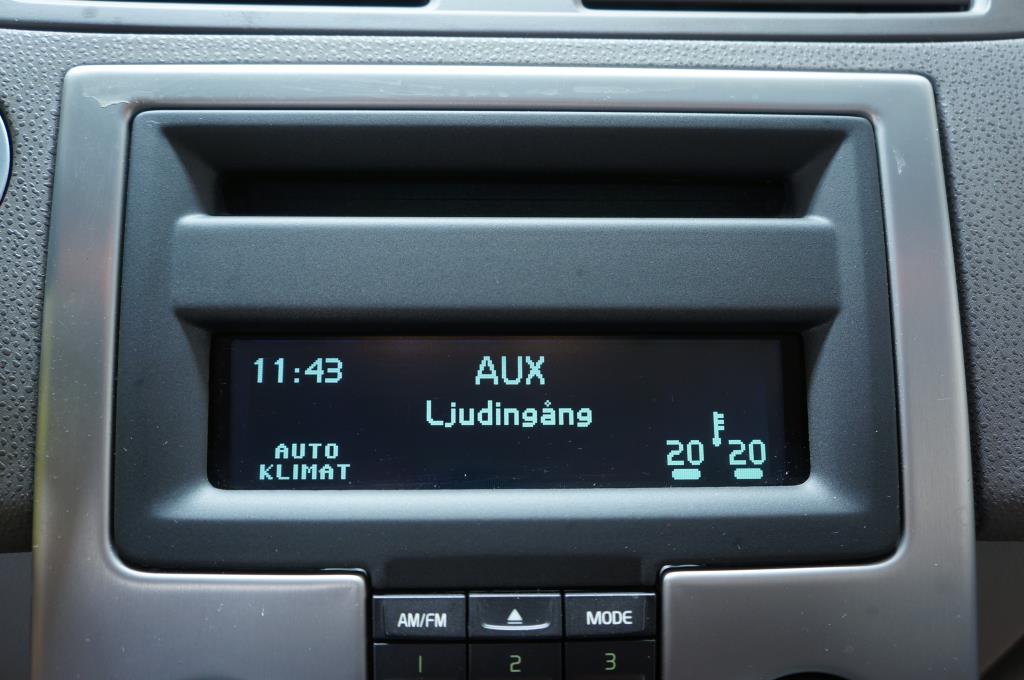 11:43 AUX
Ljudingång
AUTO
KLIMAT
20 20
AM/FM MODE
1 2 3